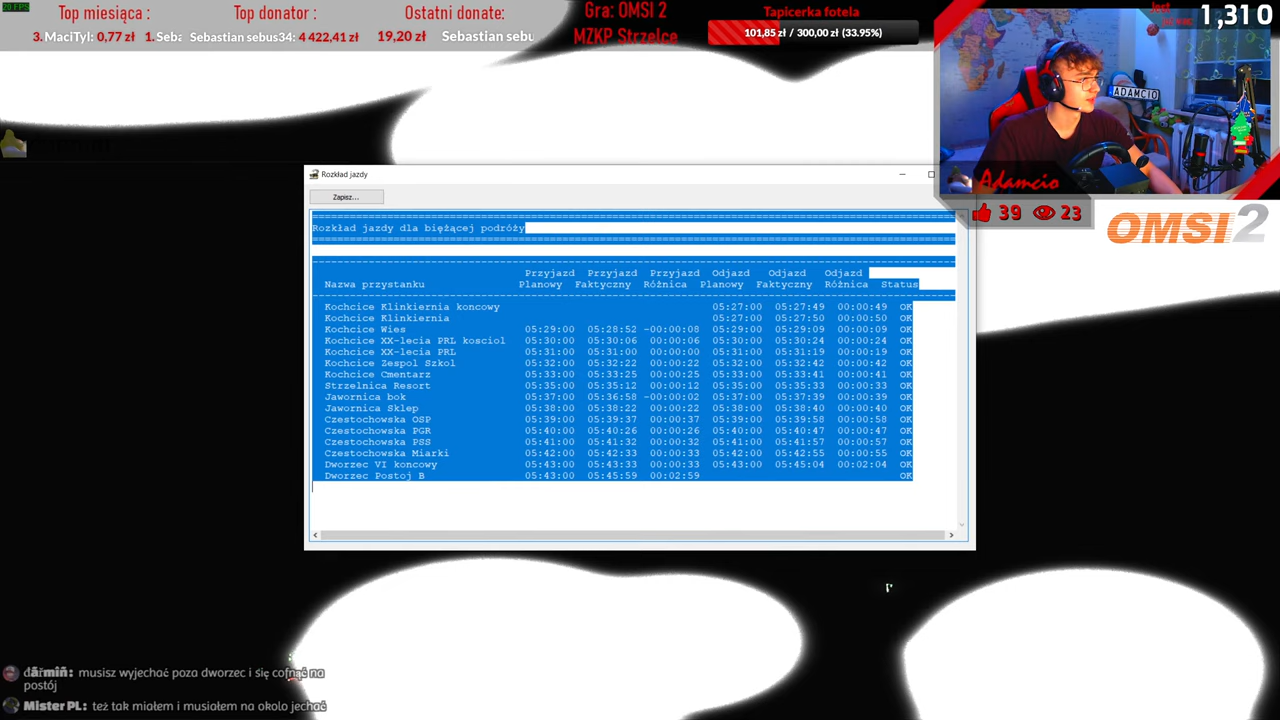 Top miesiąca :
3. MaciTyl: 0,77 zł 1. Seba
Top donator :
Sebastian sebus34: 4 422,41 zł
Ostatni donate:
19,20 zł Sebastian sebu
Gra: OMSI 2
MZKP Strzelce
Tapicerka fotela
101,85 zł / 300,00 zł (33.95%)
Jest
1,310
ADAMCIO
Adamcio
39 23
OMSI 2
Rozkład jazdy
Zapisz...
Rozkład jazdy dla bieżącej podróży
Przyjazd Przyjazd Przyjazd Odjazd Odjazd Odjazd
Nazwa przystanku Planowy Faktyczny Różnica Planowy Faktyczny Różnica Status
Kochcice Klinkiernia koncowy 05:27:00 05:27:49 00:00:49 OK
Kochcice Klinkiernia 05:27:00 05:27:50 00:00:50 OK
Kochcice Wies 05:29:00 05:28:52 -00:00:08 05:29:00 05:29:09 00:00:09 OK
Kochcice XX-lecia PRL kosciol 05:30:00 05:30:06 00:00:06 05:30:00 05:30:24 00:00:24 OK
Kochcice XX-lecia PRL 05:31:00 05:31:00 00:00:00 05:31:00 05:31:19 00:00:19 OK
Kochcice Zespol Szkol 05:32:00 05:32:22 00:00:22 05:32:00 05:32:42 00:00:42 OK
Kochcice Cmentarz 05:33:00 05:33:25 00:00:25 05:33:00 05:33:41 00:00:41 OK
Strzelnica Resort 05:35:00 05:35:12 00:00:12 05:35:00 05:35:33 00:00:33 OK
Jawornica bok 05:37:00 05:36:58 -00:00:02 05:37:00 05:37:39 00:00:39 OK
Jawornica Sklep 05:38:00 05:38:22 00:00:22 05:38:00 05:38:40 00:00:40 OK
Czestochowska OSP 05:39:00 05:39:37 00:00:37 05:39:00 05:39:58 00:00:58 OK
Czestochowska PGR 05:40:00 05:40:26 00:00:26 05:40:00 05:40:47 00:00:47 OK
Czestochowska PSS 05:41:00 05:41:32 00:00:32 05:41:00 05:41:57 00:00:57 OK
Czestochowska Miarki 05:42:00 05:42:33 00:00:33 05:42:00 05:42:55 00:00:55 OK
Dworzec VI koncowy 05:43:00 05:43:33 00:00:33 05:43:00 05:45:04 00:02:04 OK
Dworzec Postoj B 05:43:00 05:45:59 00:02:59 OK
musisz wyjechać poza dworzec i się cofnąć na
postój
Mister PL: też tak miałem i musiałem na okolo jechać